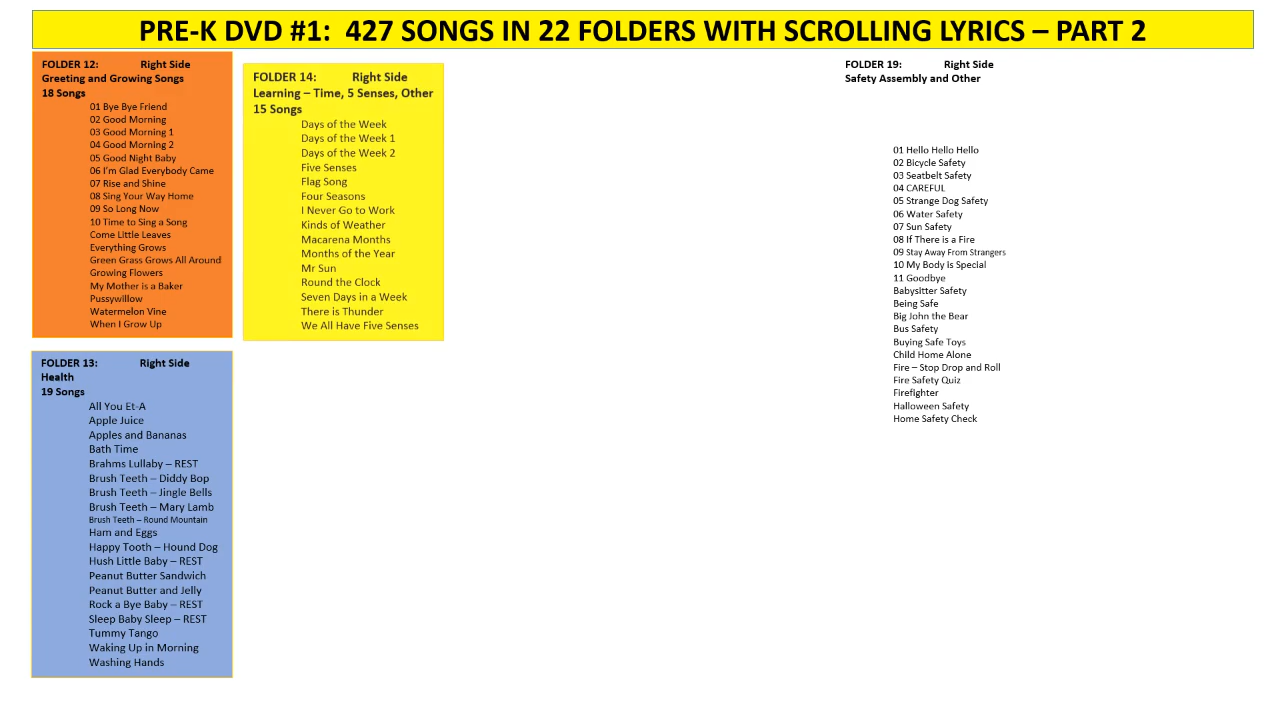 PRE-K DVD #1: 427 SONGS IN 22 FOLDERS WITH SCROLLING LYRICS – PART 2
FOLDER 12: Right Side
Greeting and Growing Songs
18 Songs
01 Bye Bye Friend
02 Good Morning
03 Good Morning 1
04 Good Morning 2
05 Good Night Baby
06 I'm Glad Everybody Came
07 Rise and Shine
08 Sing Your Way Home
09 So Long Now
10 Time to Sing a Song
Come Little Leaves
Everything Grows
Green Grass Grows All Around
Growing Flowers
My Mother is a Baker
Pussywillow
Watermelon Vine
When I Grow Up
FOLDER 13: Right Side
Health
19 Songs
All You Et-A
Apple Juice
Apples and Bananas
Bath Time
Brahms Lullaby – REST
Brush Teeth – Diddy Bop
Brush Teeth – Jingle Bells
Brush Teeth – Mary Lamb
Brush Teeth – Round Mountain
Ham and Eggs
Happy Tooth – Hound Dog
Hush Little Baby – REST
Peanut Butter Sandwich
Peanut Butter and Jelly
Rock a Bye Baby – REST
Sleep Baby Sleep – REST
Tummy Tango
Waking Up in Morning
Washing Hands
FOLDER 14: Right Side
Learning – Time, 5 Senses, Other
15 Songs
Days of the Week
Days of the Week 1
Days of the Week 2
Five Senses
Flag Song
Four Seasons
I Never Go to Work
Kinds of Weather
Macarena Months
Months of the Year
Mr Sun
Round the Clock
Seven Days in a Week
There is Thunder
We All Have Five Senses
FOLDER 19: Right Side
Safety Assembly and Other
01 Hello Hello Hello
02 Bicycle Safety
03 Seatbelt Safety
04 CAREFUL
05 Strange Dog Safety
06 Water Safety
07 Sun Safety
08 If There is a Fire
09 Stay Away From Strangers
10 My Body is Special
11 Goodbye
Babysitter Safety
Being Safe
Big John the Bear
Bus Safety
Buying Safe Toys
Child Home Alone
Fire – Stop Drop and Roll
Fire Safety Quiz
Firefighter
Halloween Safety
Home Safety Check